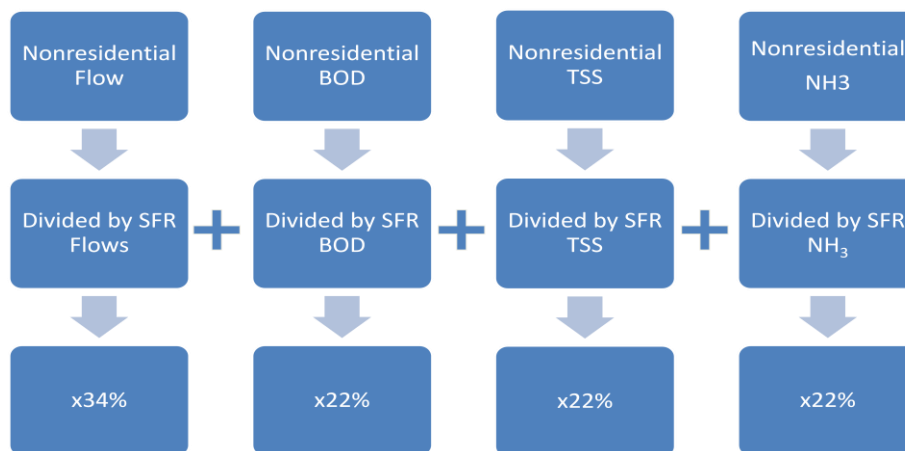 Nonresidential
Flow
Nonresidential
BOD
Nonresidential
TSS
Nonresidential
NH3
Divided by SFR
Flows
+
Divided by SFR
BOD
+
Divided by SFR
TSS
+
Divided by SFR
NH₃
x34%
x22%
x22%
x22%